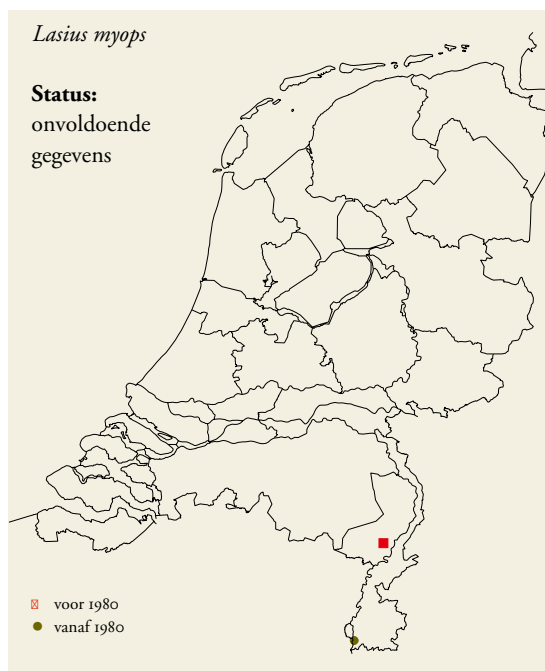 Lasius myops
Status:
onvoldoende
gegevens
voor 1980
vanaf 1980